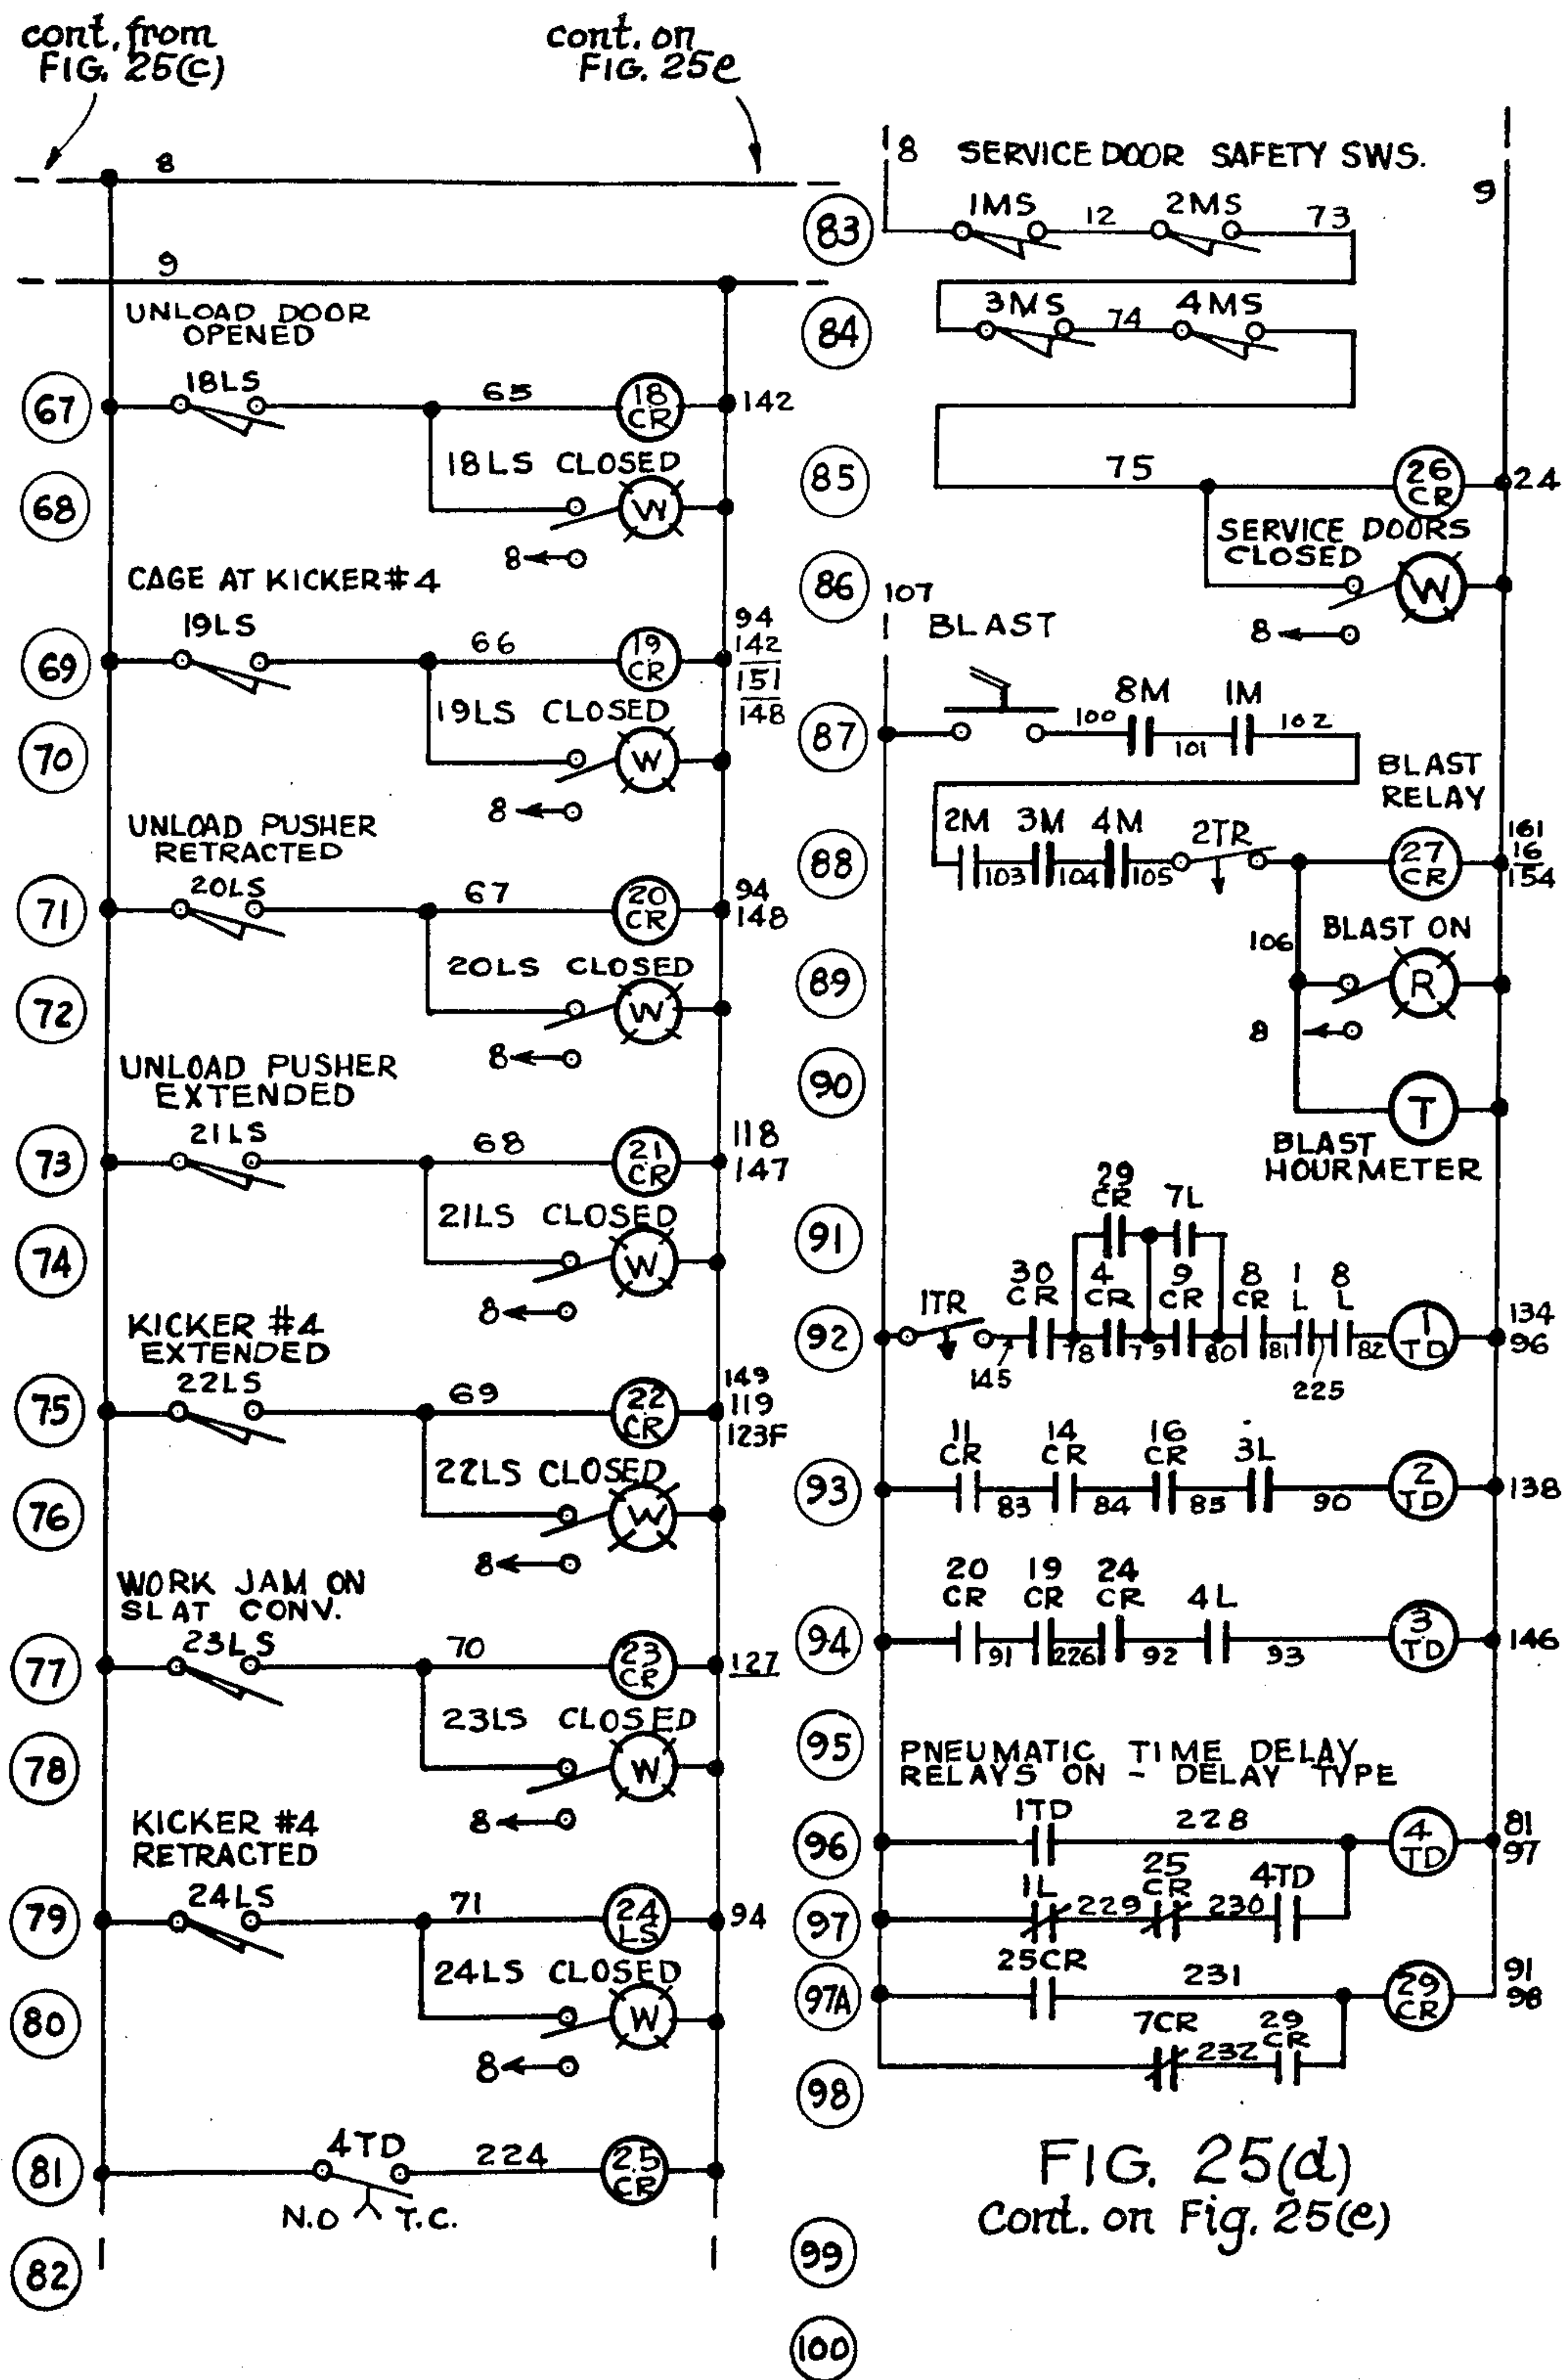 cont. from
FIG. 25(c)
cont. on
FIG. 25e
8
9
UNLOAD DOOR
OPENED
67
18LS
65
18
CR
142
68
18LS CLOSED
W
8
CAGE AT KICKER #4
69
19LS
66
19
CR
94
142
151
148
70
19LS CLOSED
W
8
UNLOAD PUSHER
RETRACTED
71
20LS
67
20
CR
94
148
72
20LS CLOSED
W
8
UNLOAD PUSHER
EXTENDED
73
21LS
68
21
CR
118
147
74
21LS CLOSED
W
8
KICKER #4
EXTENDED
75
22LS
69
22
CR
149
119
123F
76
22LS CLOSED
W
8
WORK JAM ON
SLAT CONV.
77
23LS
70
23
CR
127
78
23LS CLOSED
W
8
KICKER #4
RETRACTED
79
24LS
71
24
LS
94
80
24LS CLOSED
W
8
81
4TD
224
25
CR
N.O T.C.
82
8 SERVICE DOOR SAFETY SWS.
9
83
1MS 12 2MS 73
84
3MS 74 4MS
85
75
26
CR
24
SERVICE DOORS
CLOSED
86
W
8
107
BLAST
87
100 8M 101 1M 102
BLAST
RELAY
88
2M 103 3M 104 4M 105 2TR
27
CR
161
16
154
106
BLAST ON
89
R
8
90
T
BLAST
HOURMETER
91
29
CR
7L
92
1TR
145
30
CR
78
4
CR
79
9
CR
80
8
CR
81
1
L
225
8
L
82
1
TD
134
96
93
11
CR
83
14
CR
84
16
CR
85
3L
90
2
TD
138
94
20
CR
91
19
CR
226
24
CR
92
4L
93
3
TD
146
95
PNEUMATIC TIME DELAY
RELAYS ON - DELAY TYPE
96
1TD
228
4
TD
81
97
97
1L
229
25
CR
230
4TD
97A
25CR
231
29
CR
91
98
98
7CR
232
29
CR
99
100
FIG. 25(d)
Cont. on Fig. 25(e)